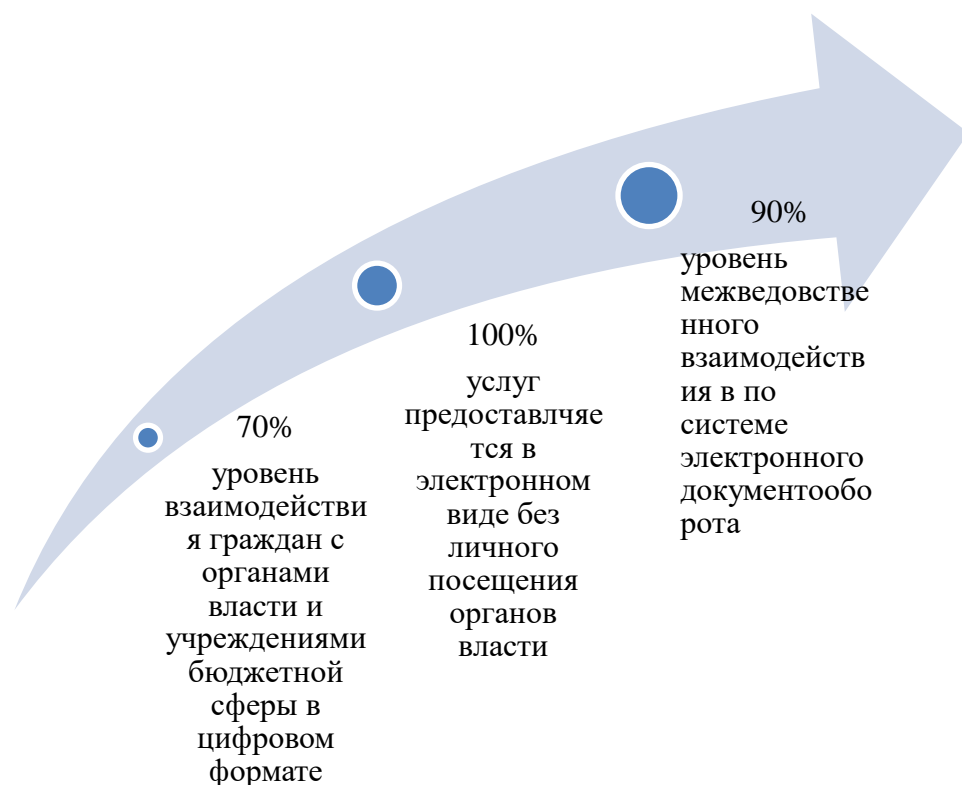 70%
уровень
взаимодействи
я граждан с
органами
власти и
учреждениями
бюджетной
сферы в
цифровом
формате
100%
услуг
предоставлчяе
тся в
электронном
виде без
личного
посещения
органов
власти
90%
уровень
межведовстве
нного
взаимодейств
ия в по
системе
электронного
документообо
рота